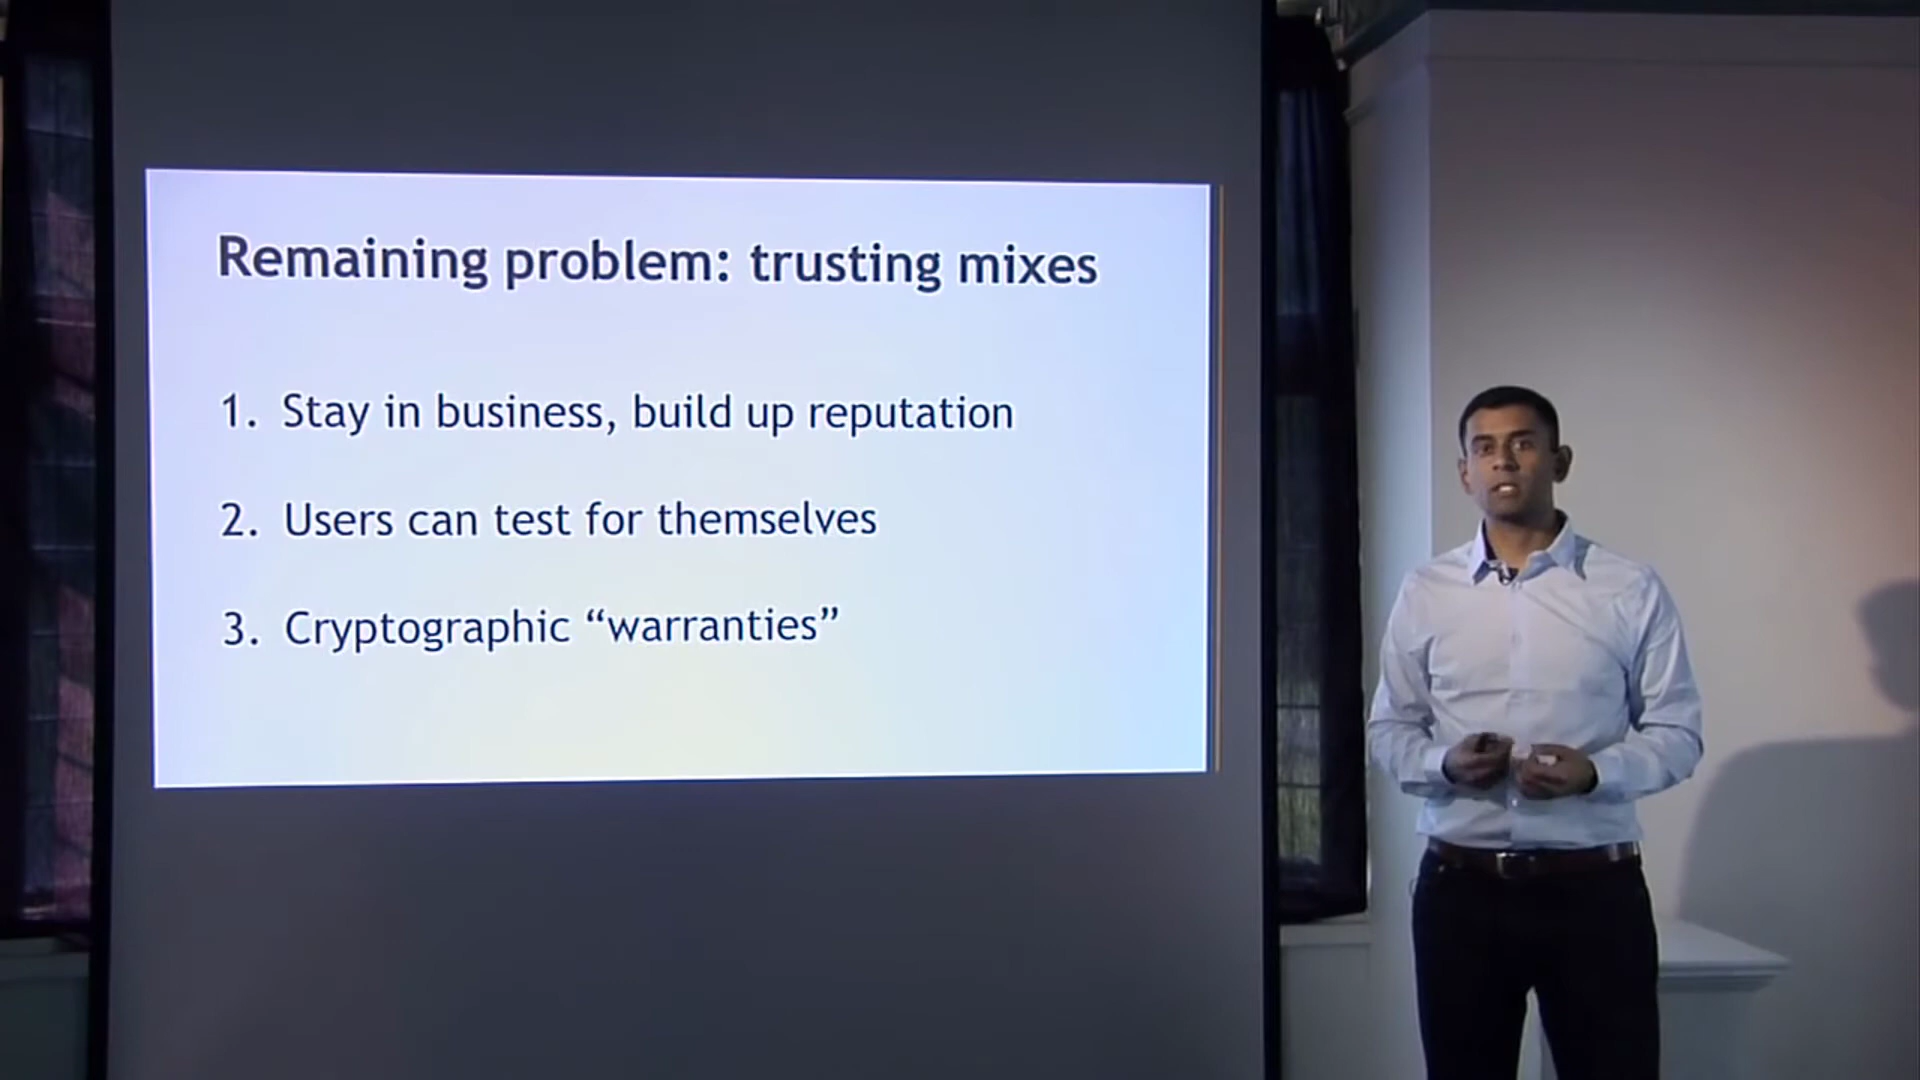 Remaining problem: trusting mixes
1. Stay in business, build up reputation
2. Users can test for themselves
3. Cryptographic “warranties”